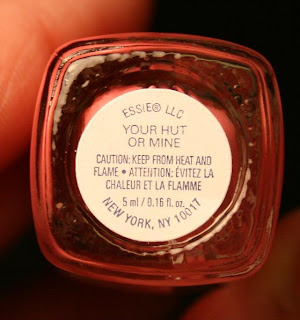 ESSIE® LLC
YOUR HUT
OR MINE
CAUTION: KEEP FROM HEAT AND
FLAME • ATTENTION: ÉVITEZ LA
CHALEUR ET LA FLAMME
5 ml / 0.16 fl. oz.
NEW YORK, NY 10017